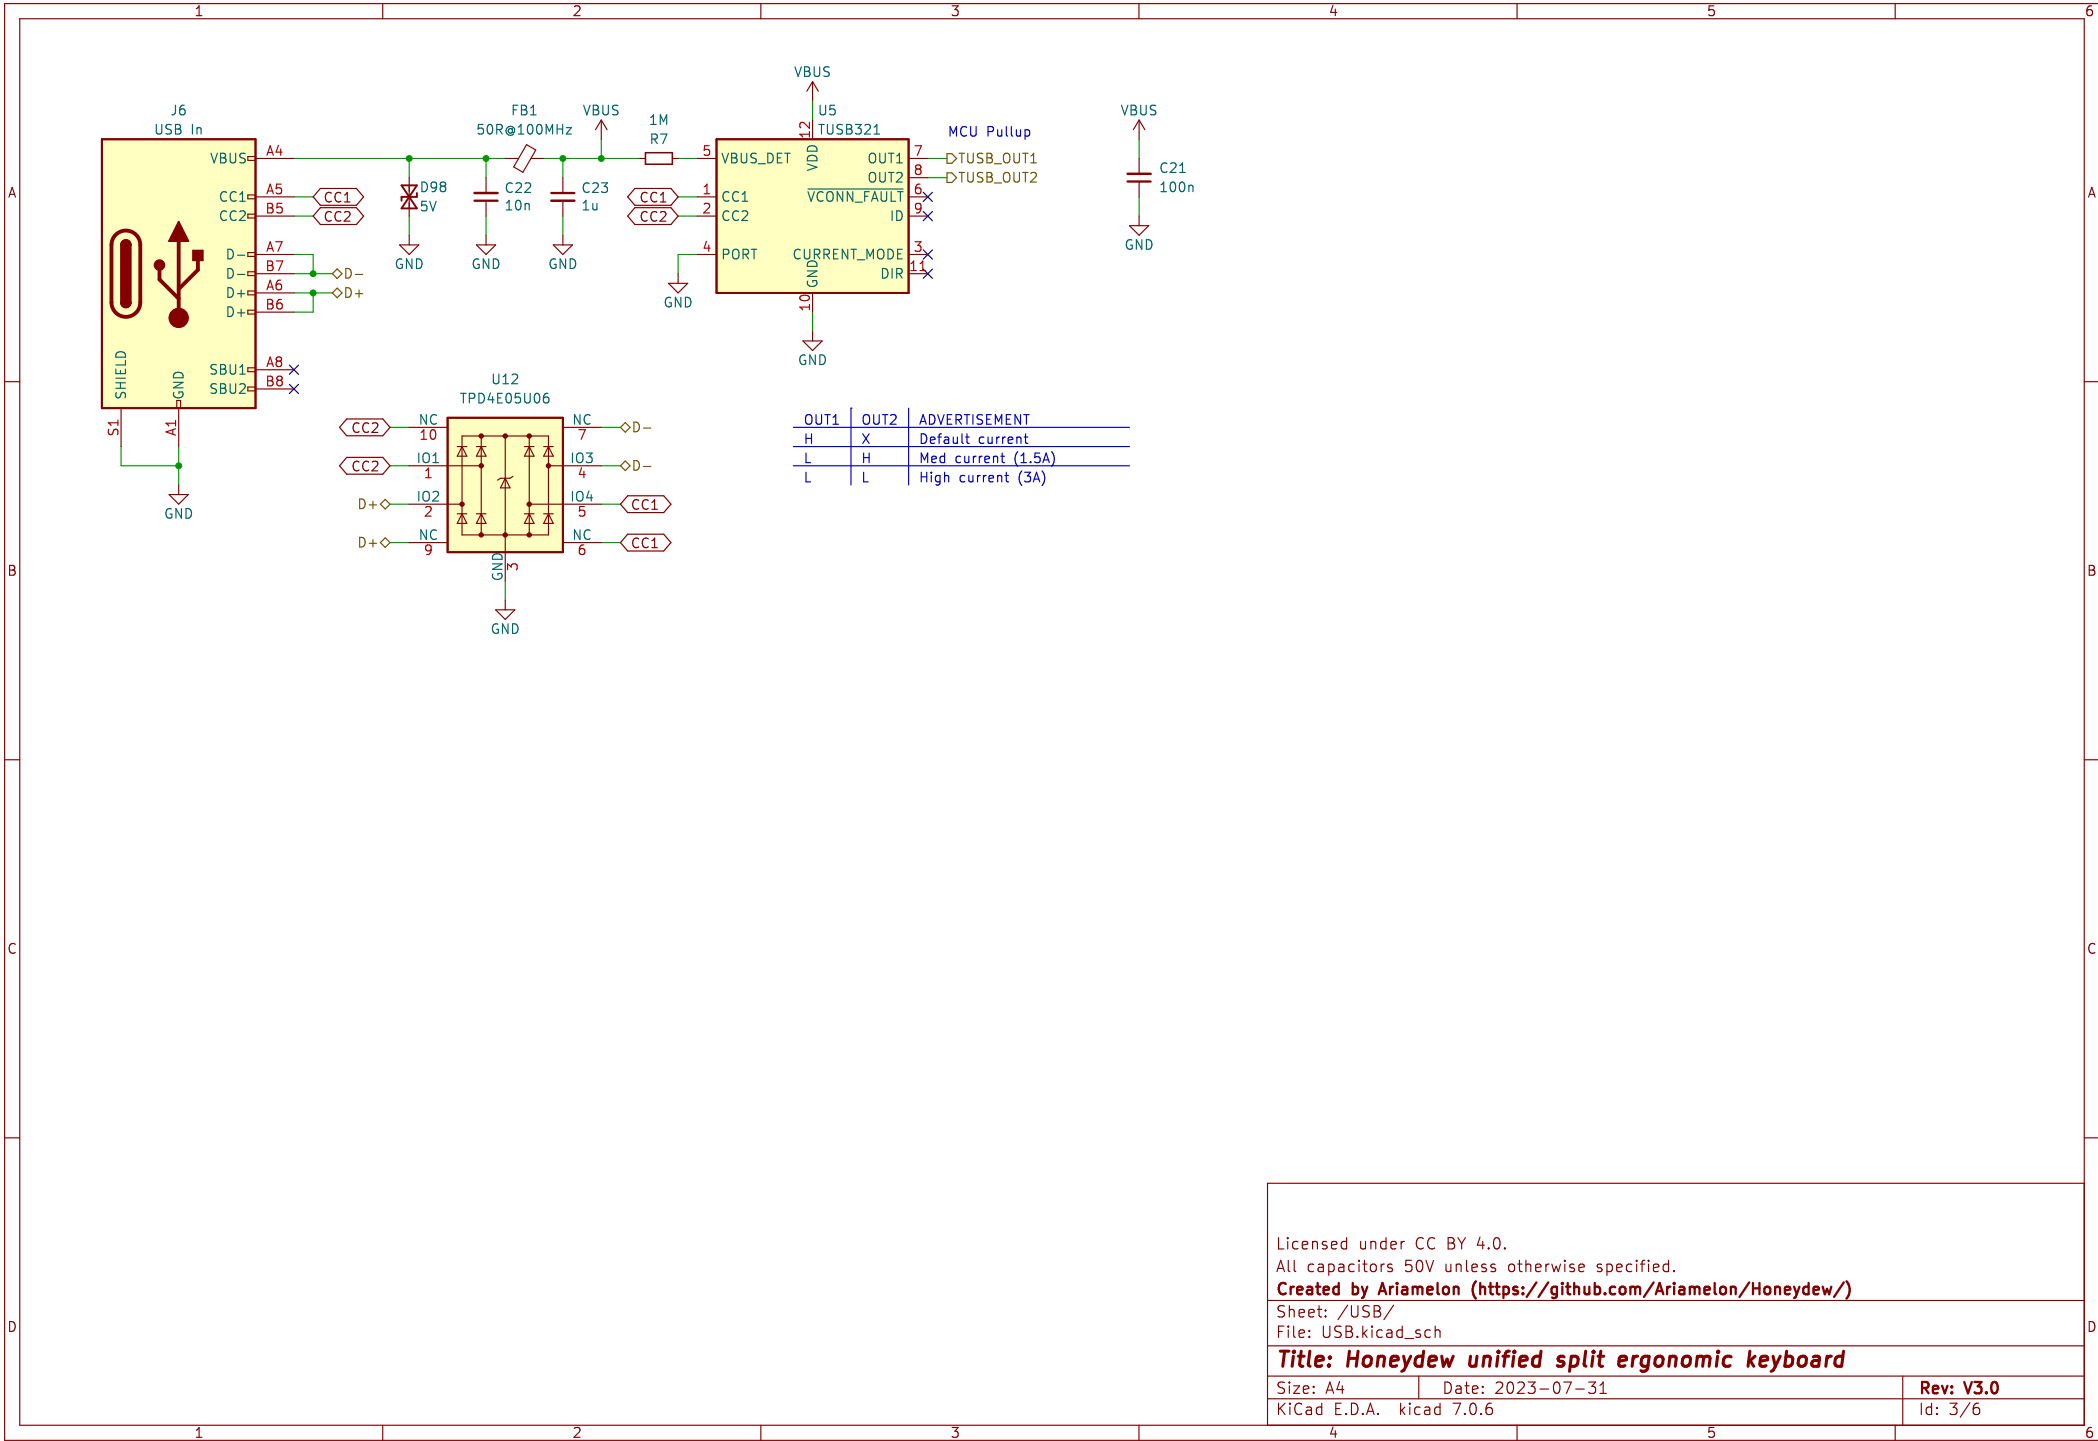 1 2 3 4 5 6
A
B
C
D
J6
USB In
VBUS A4
CC1 A5 CC1
CC2 B5 CC2
D- A7
D- B7 D-
D+ A6 D+
D+ B6
SBU1 A8
SBU2 B8
SHIELD
GND
S1
A1
GND
D98
5V
GND
C22
10n
GND
FB1
50R@100MHz
C23
1u
GND
VBUS
1M
R7
VBUS
U5
TUSB321
5 VBUS_DET
CC1 1 CC1
CC2 2 CC2
4 PORT
GND
12
VDD
OUT1 7 TUSB_OUT1
OUT2 8 TUSB_OUT2
VCONN_FAULT 6
ID 9
CURRENT_MODE 3
DIR 11
GND
10
GND
MCU Pullup
VBUS
C21
100n
GND
U12
TPD4E05U06
CC2 NC 10
CC2 IO1 1
D+ IO2 2
D+ NC 9
NC 7 D-
IO3 4 D-
IO4 5 CC1
NC 6 CC1
GND
3
GND
OUT1 OUT2 ADVERTISEMENT
H X Default current
L H Med current (1.5A)
L L High current (3A)
Licensed under CC BY 4.0.
All capacitors 50V unless otherwise specified.
Created by Ariamelon (https://github.com/Ariamelon/Honeydew/)
Sheet: /USB/
File: USB.kicad_sch
Title: Honeydew unified split ergonomic keyboard
Size: A4 Date: 2023-07-31 Rev: V3.0
KiCad E.D.A. kicad 7.0.6 Id: 3/6
A
B
C
D
1 2 3 4 5 6